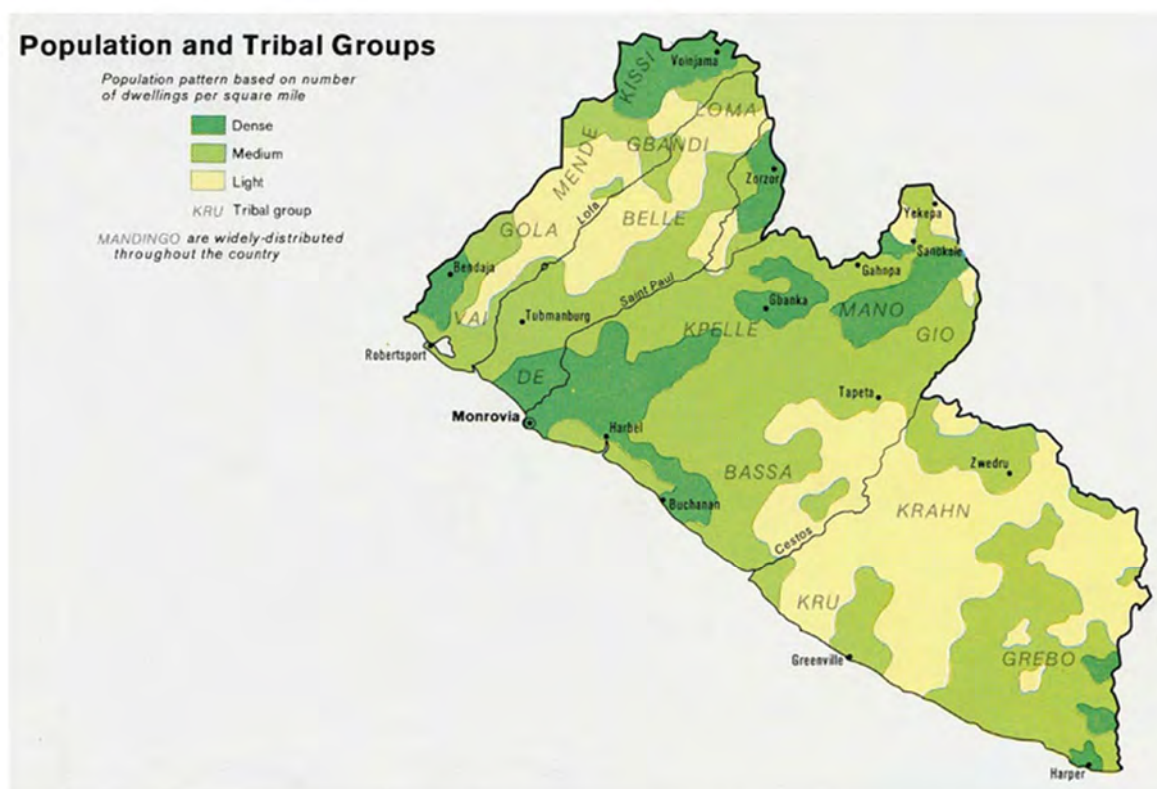 Population and Tribal Groups
Population pattern based on number
of dwellings per square mile
Dense
Medium
Light
KRU Tribal group
MANDINGO are widely-distributed
throughout the country
Voinjama
KISSI
LOMA
GBANDI
MENDE
Zorzor
Lofa
BELLE
GOLA
Yekepa
Sanokole
Bendaja
Gahnpa
Saint Paul
Gbanka
MANO
VAI
Tubmanburg
KPELLE
GIO
Robertsport
DE
Tapeta
Monrovia
Harbel
Zwedru
BASSA
Buchanan
KRAHN
Cestos
KRU
Greenville
GREBO
Harper